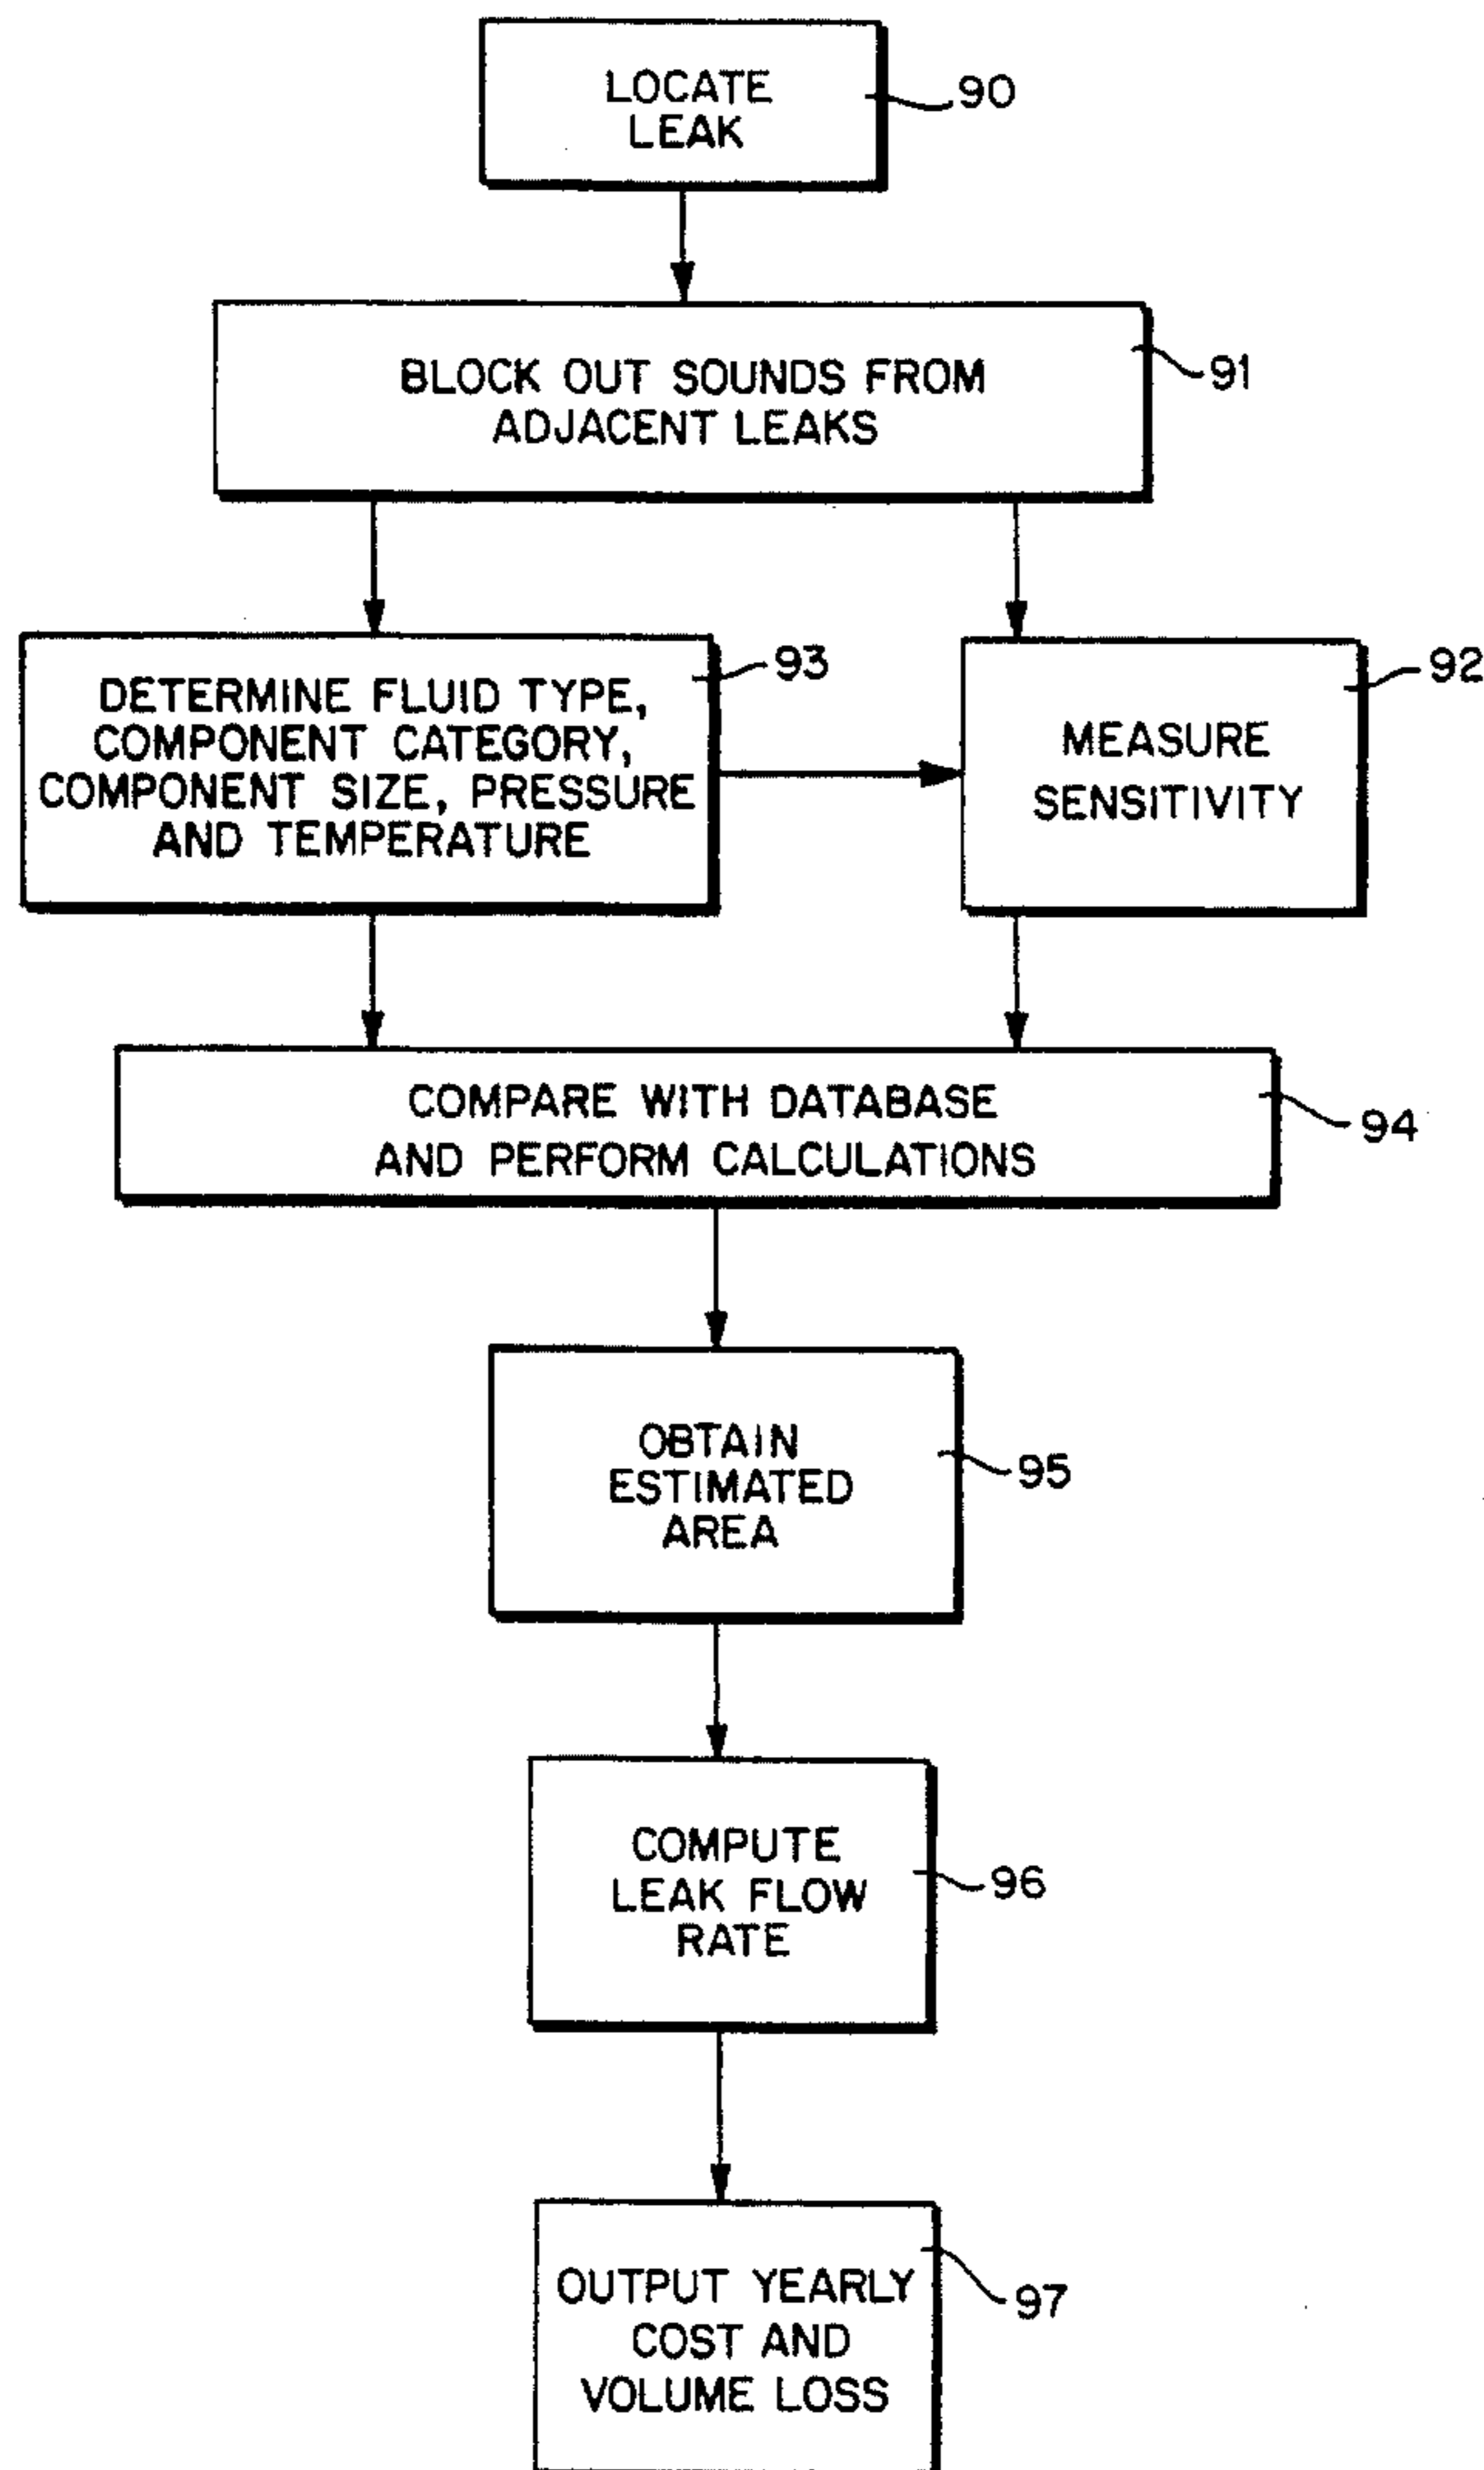 LOCATE
LEAK
90
BLOCK OUT SOUNDS FROM
ADJACENT LEAKS
91
DETERMINE FLUID TYPE,
COMPONENT CATEGORY,
COMPONENT SIZE, PRESSURE
AND TEMPERATURE
93
MEASURE
SENSITIVITY
92
COMPARE WITH DATABASE
AND PERFORM CALCULATIONS
94
OBTAIN
ESTIMATED
AREA
95
COMPUTE
LEAK FLOW
RATE
96
OUTPUT YEARLY
COST AND
VOLUME LOSS
97